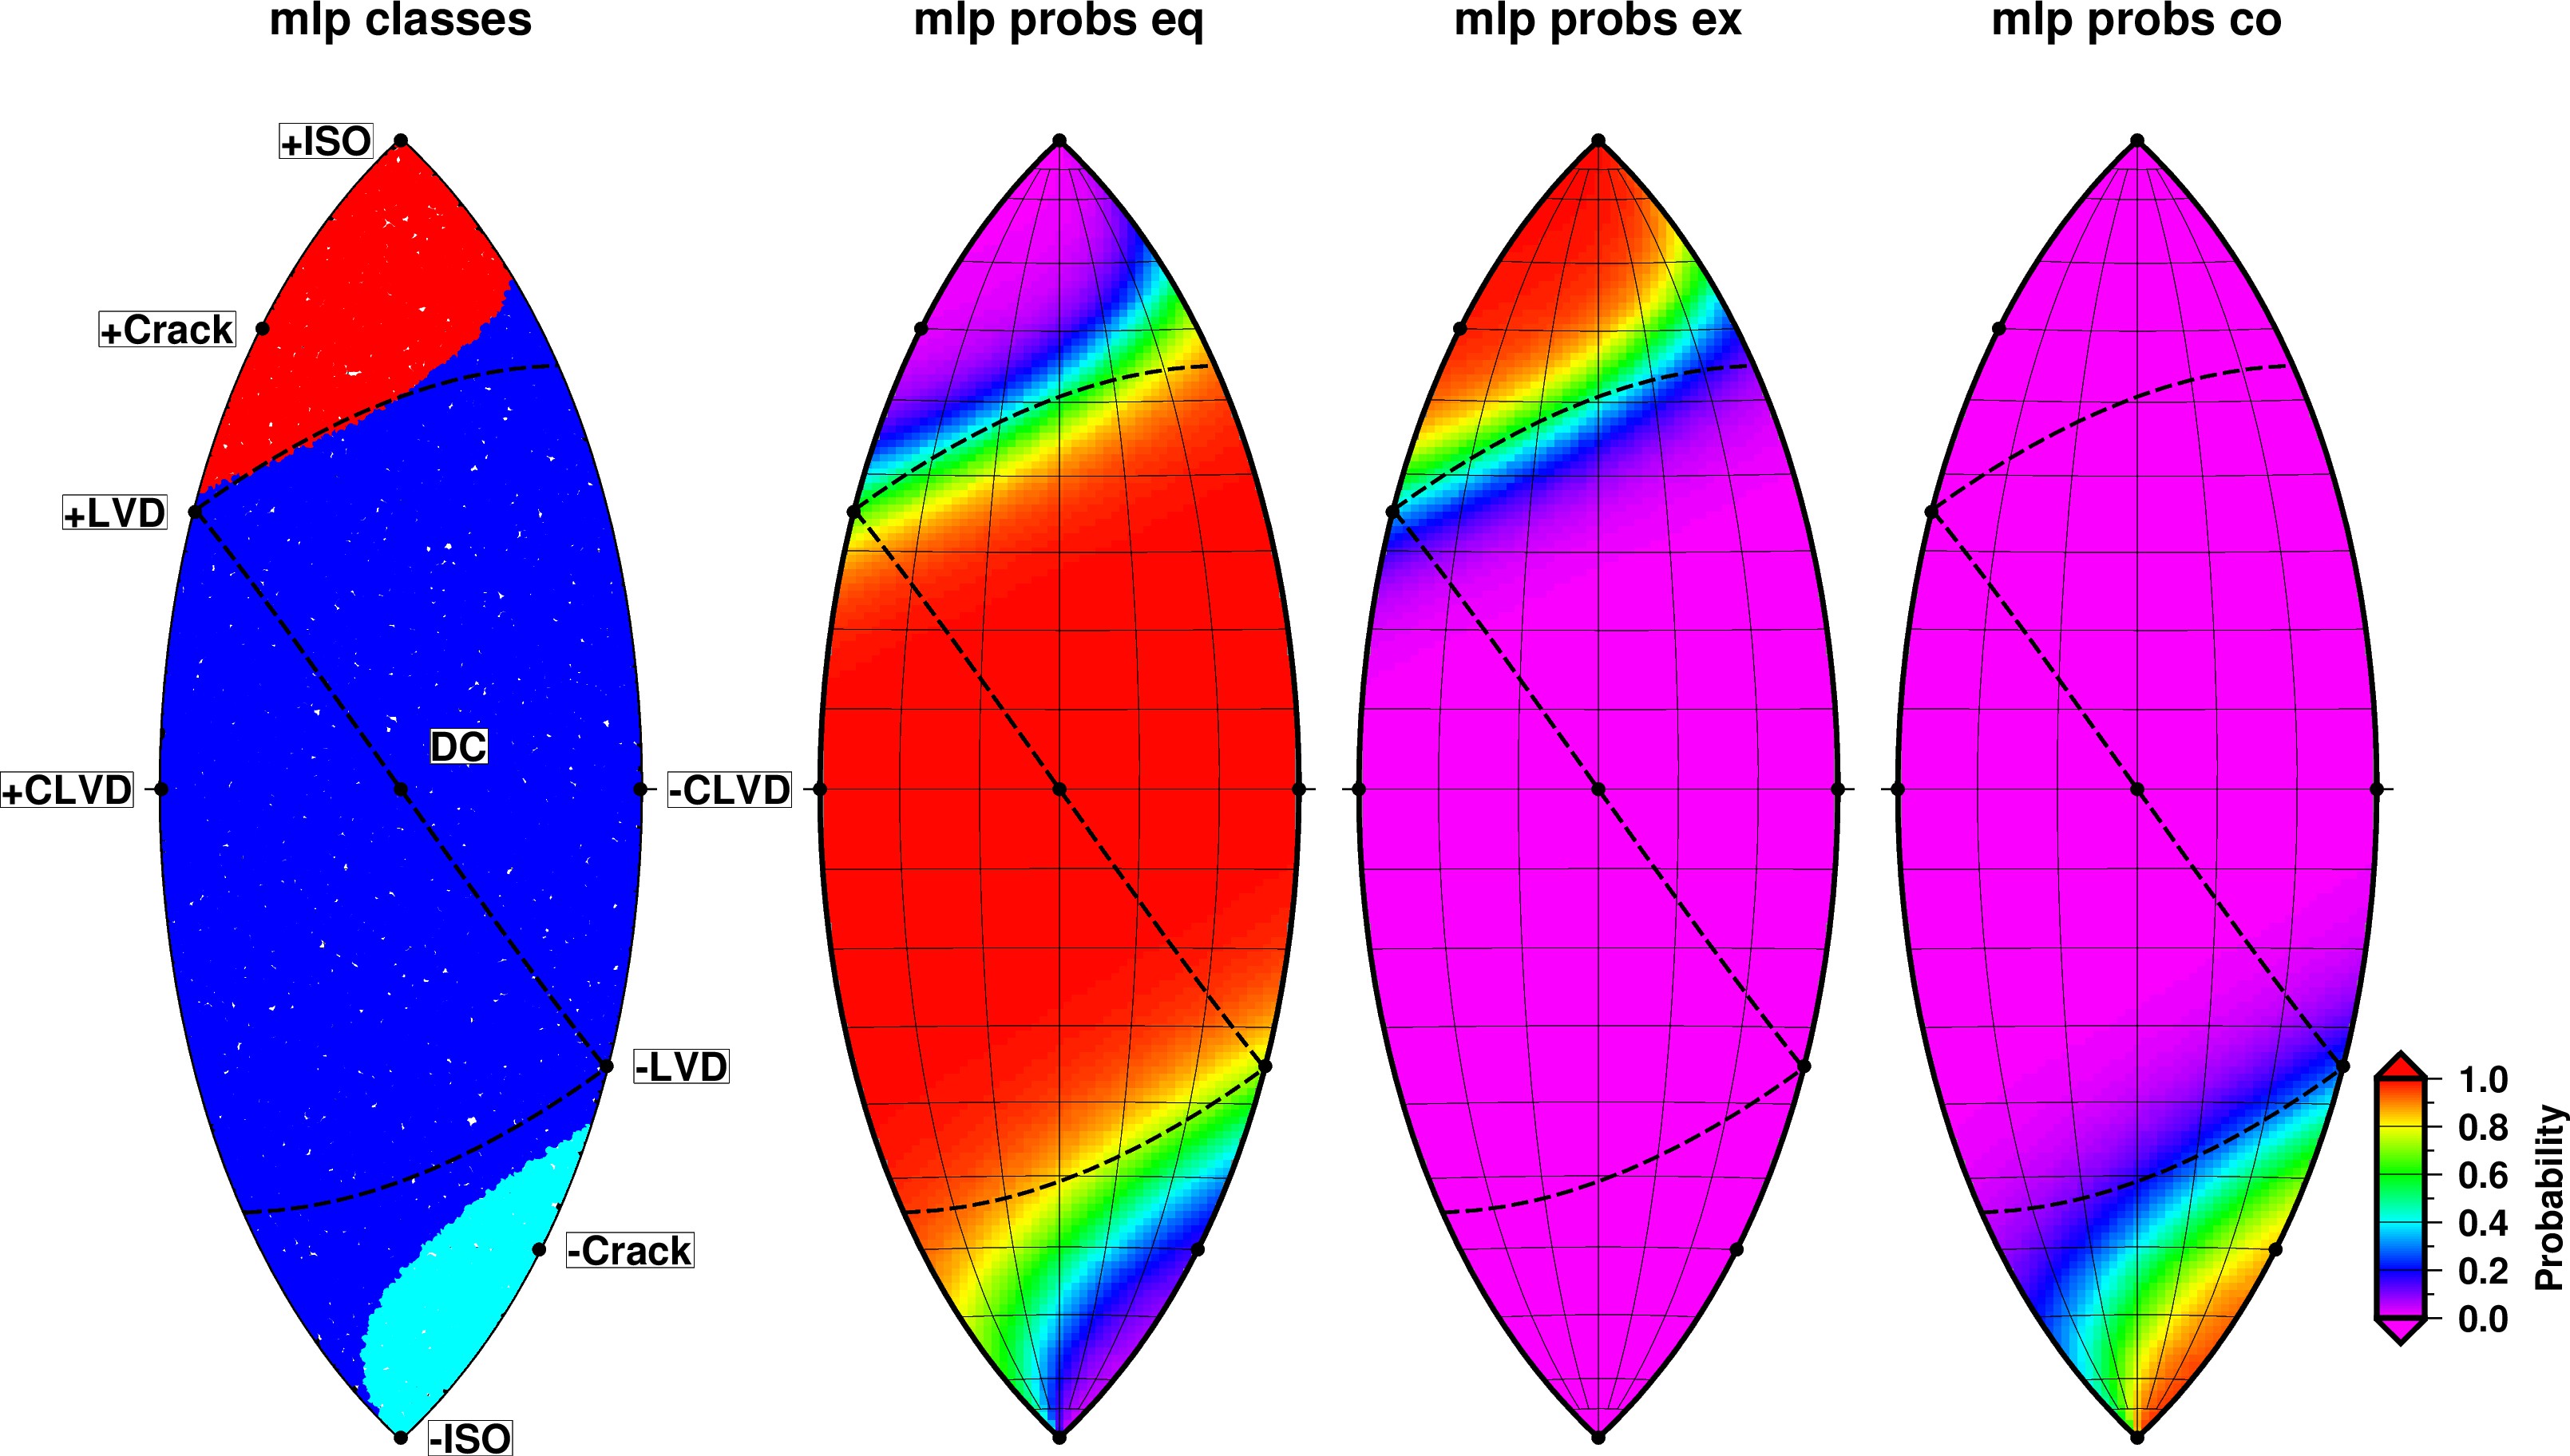 mlp classes
mlp probs eq
mlp probs ex
mlp probs co
+ISO
+Crack
+LVD
DC
+CLVD
-CLVD
-LVD
-Crack
-ISO
1.0
0.8
0.6
0.4
0.2
0.0
Probability